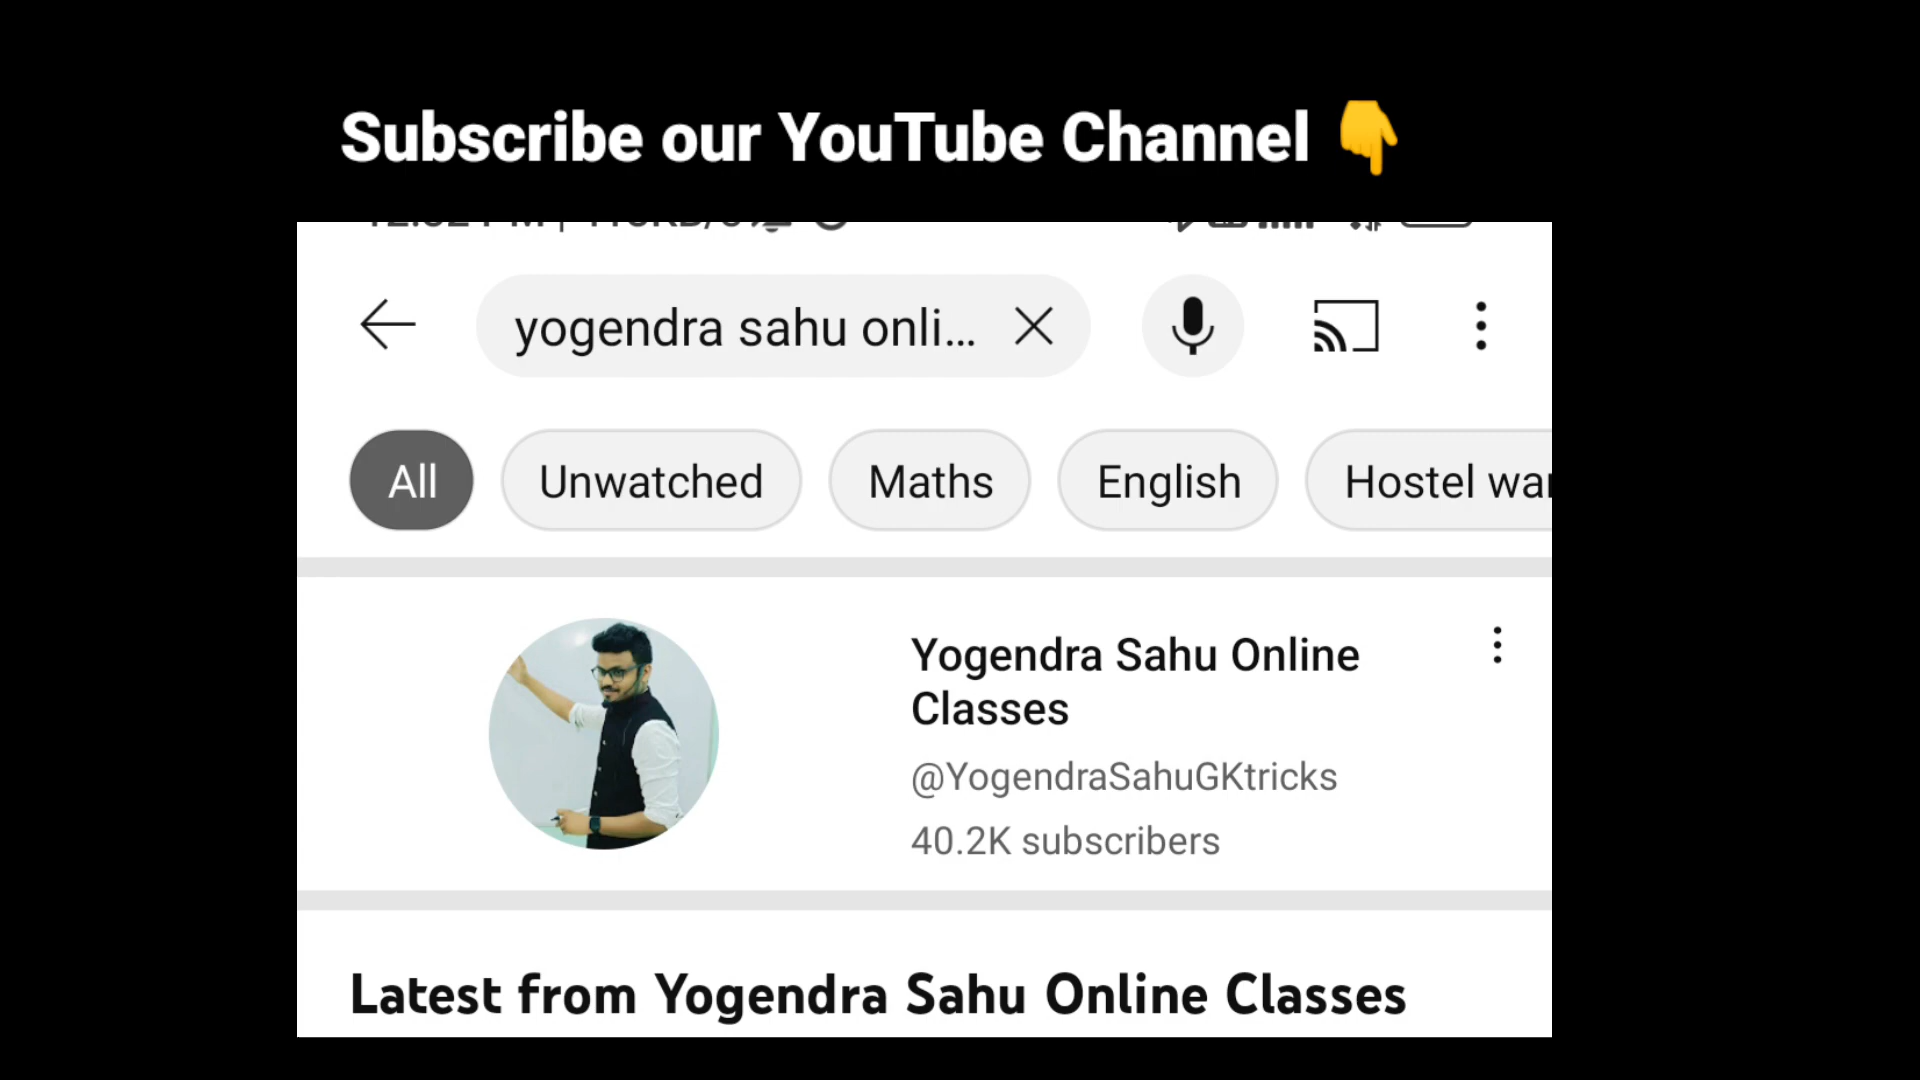 Subscribe our YouTube Channel 👇
yogendra sahu onli...
All Unwatched Maths English Hostel
Yogendra Sahu Online
Classes
@YogendraSahuGKtricks
40.2K subscribers
Latest from Yogendra Sahu Online Classes